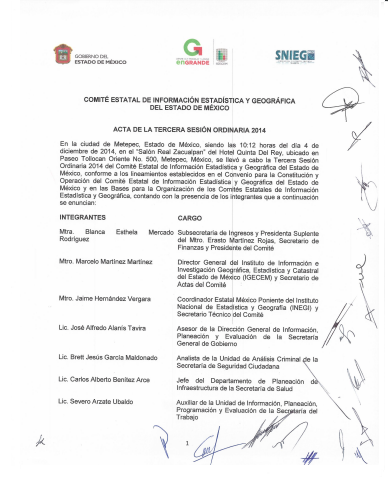 GOBIERNO DEL
ESTADO DE MÉXICO
enGRANDE
SNIEG
COMITÉ ESTATAL DE INFORMACIÓN ESTADÍSTICA Y GEOGRÁFICA
DEL ESTADO DE MÉXICO
ACTA DE LA TERCERA SESIÓN ORDINARIA 2014
En la ciudad de Metepec, Estado de México, siendo las 10:12 horas del día 4 de
diciembre de 2014, en el "Salón Real Zacualpan" del Hotel Quinta Del Rey, ubicado en
Paseo Tollocan Oriente No. 500, Metepec, México, se llevó a cabo la Tercera Sesión
Ordinaria 2014 del Comité Estatal de Información Estadística y Geográfica del Estado de
México, conforme a los lineamientos establecidos en el Convenio para la Constitución y
Operación del Comité Estatal de Información Estadística y Geográfica del Estado de
México y en las Bases para la Organización de los Comités Estatales de Información
Estadística y Geográfica, contando con la presencia de los integrantes que a continuación
se enuncian:
INTEGRANTES CARGO
Mtra. Blanca Esthela Mercado Subsecretaria de Ingresos y Presidenta Suplente
Rodríguez del Mtro. Erasto Martínez Rojas, Secretario de
Finanzas y Presidente del Comité
Mtro. Marcelo Martínez Martínez Director General del Instituto de Información e
Investigación Geográfica, Estadística y Catastral
del Estado de México (IGECEM) y Secretario de
Actas del Comité
Mtro. Jaime Hernández Vergara Coordinador Estatal México Poniente del Instituto
Nacional de Estadística y Geografía (INEGI) y
Secretario Técnico del Comité
Lic. José Alfredo Alanís Tavira Asesor de la Dirección General de Información,
Planeación y Evaluación de la Secretaría
General de Gobierno
Lic. Brett Jesús García Maldonado Analista de la Unidad de Análisis Criminal de la
Secretaría de Seguridad Ciudadana
Lic. Carlos Alberto Benítez Arce Jefe del Departamento de Planeación de
Infraestructura de la Secretaría de Salud
Lic. Severo Arzate Ubaldo Auxiliar de la Unidad de Información, Planeación,
Programación y Evaluación de la Secretaría del
Trabajo
1